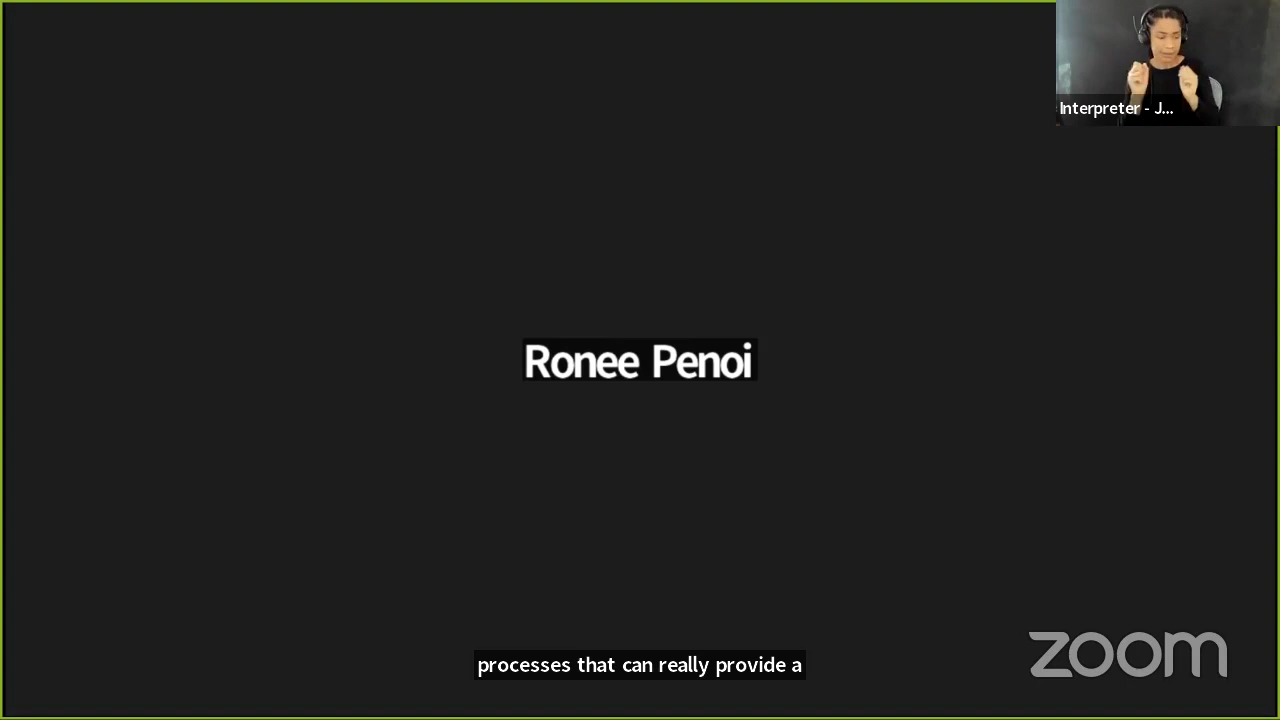 Interpreter - J...
Ronee Penoi
processes that can really provide a
zoom